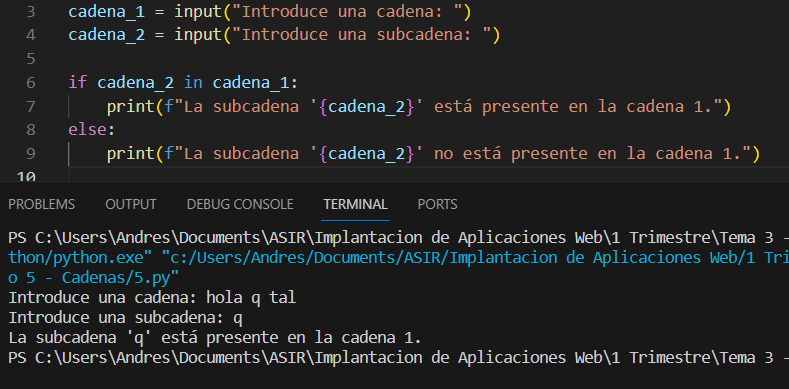 3 cadena_1 = input("Introduce una cadena: ")
4 cadena_2 = input("Introduce una subcadena: ")
5
6 if cadena_2 in cadena_1:
7 print(f"La subcadena '{cadena_2}' está presente en la cadena 1.")
8 else:
9 print(f"La subcadena '{cadena_2}' no está presente en la cadena 1.")
10
PROBLEMS OUTPUT DEBUG CONSOLE TERMINAL PORTS
PS C:\Users\Andres\Documents\ASIR\Implantacion de Aplicaciones Web\1 Trimestre\Tema 3 -
thon/python.exe" "c:/Users/Andres/Documents/ASIR/Implantacion de Aplicaciones Web/1 Tri
o 5 - Cadenas/5.py"
Introduce una cadena: hola q tal
Introduce una subcadena: q
La subcadena 'q' está presente en la cadena 1.
PS C:\Users\Andres\Documents\ASIR\Implantacion de Aplicaciones Web\1 Trimestre\Tema 3 -